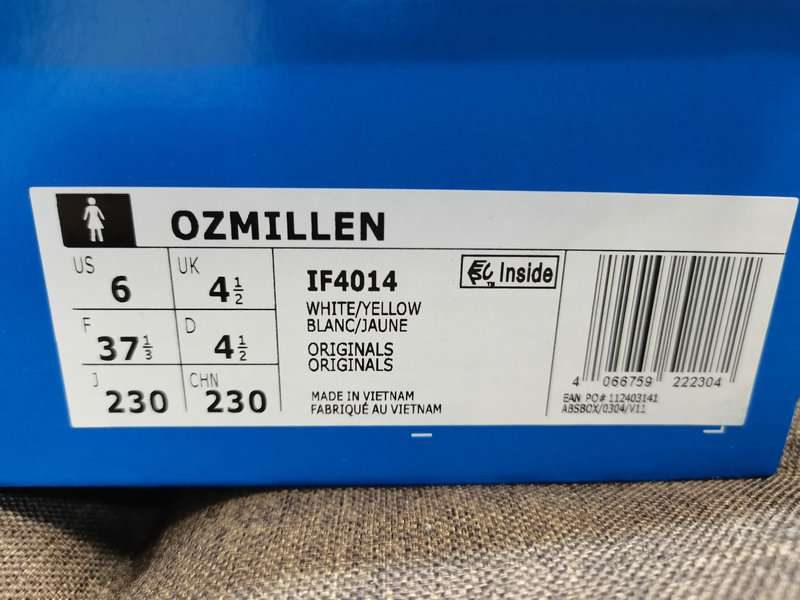 OZMILLEN
US 6 UK 4 1/2
F 37 1/3 D 4 1/2
J 230 CHN 230
IF4014
WHITE/YELLOW
BLANC/JAUNE
ORIGINALS
ORIGINALS
MADE IN VIETNAM
FABRIQUÉ AU VIETNAM
Inside
4 066759 222304
EAN PO# 112403141
ABSBOX/0304/V11